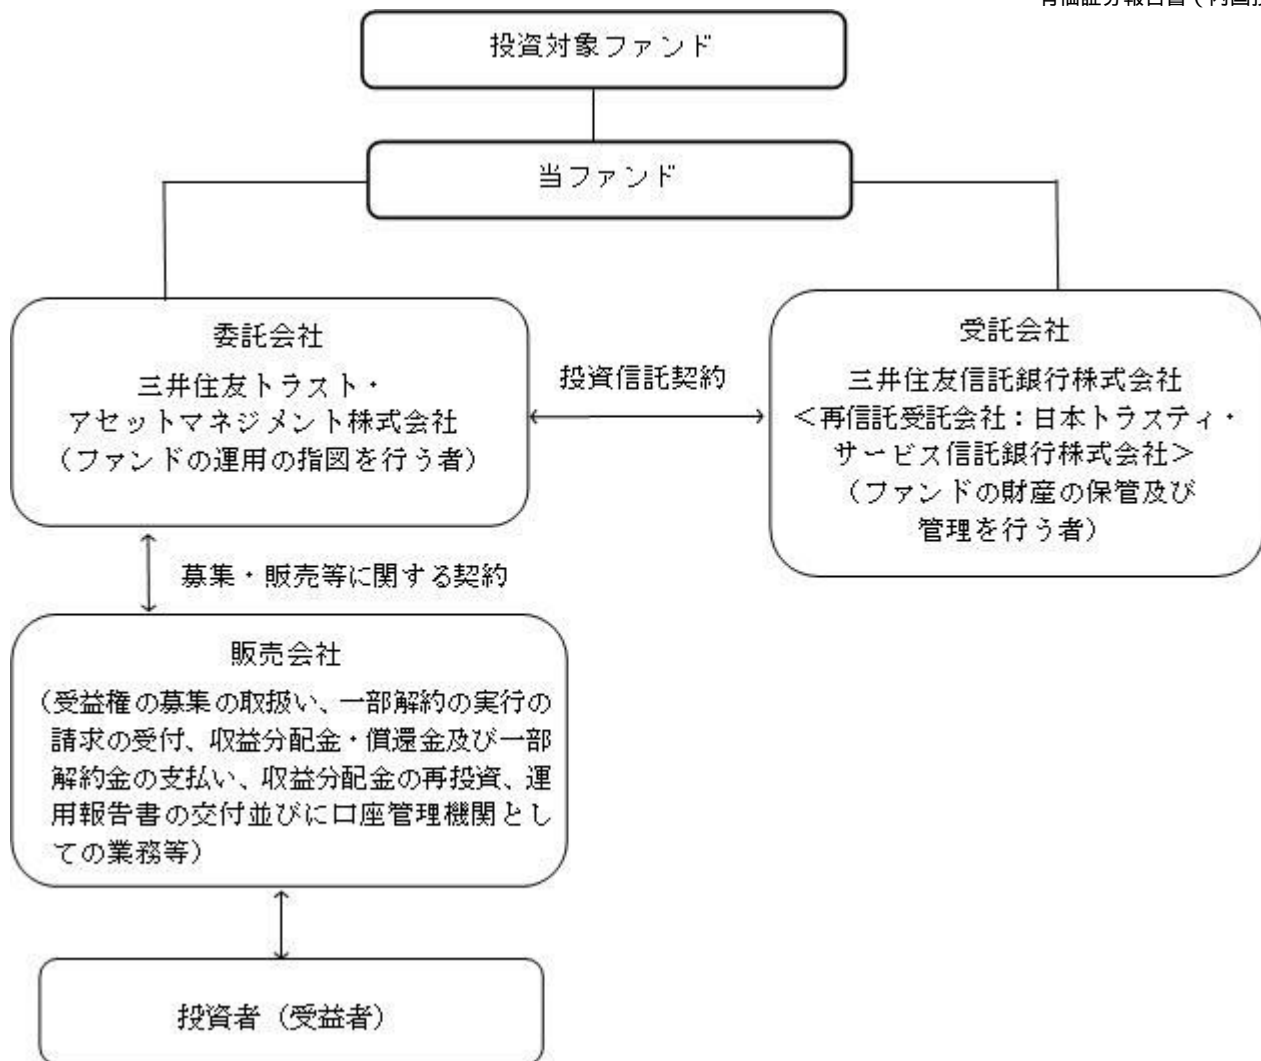 投資対象ファンド
当ファンド
委託会社
三井住友トラスト・
アセットマネジメント株式会社
（ファンドの運用の指図を行う者）
投資信託契約
受託会社
三井住友信託銀行株式会社
＜再信託受託会社：日本トラスティ・
サービス信託銀行株式会社＞
（ファンドの財産の保管及び
管理を行う者）
募集・販売等に関する契約
販売会社
（受益権の募集の取扱い、一部解約の実行の
請求の受付、収益分配金・償還金及び一部
解約金の支払い、収益分配金の再投資、運
用報告書の交付並びに口座管理機関とし
ての業務等）
投資者（受益者）